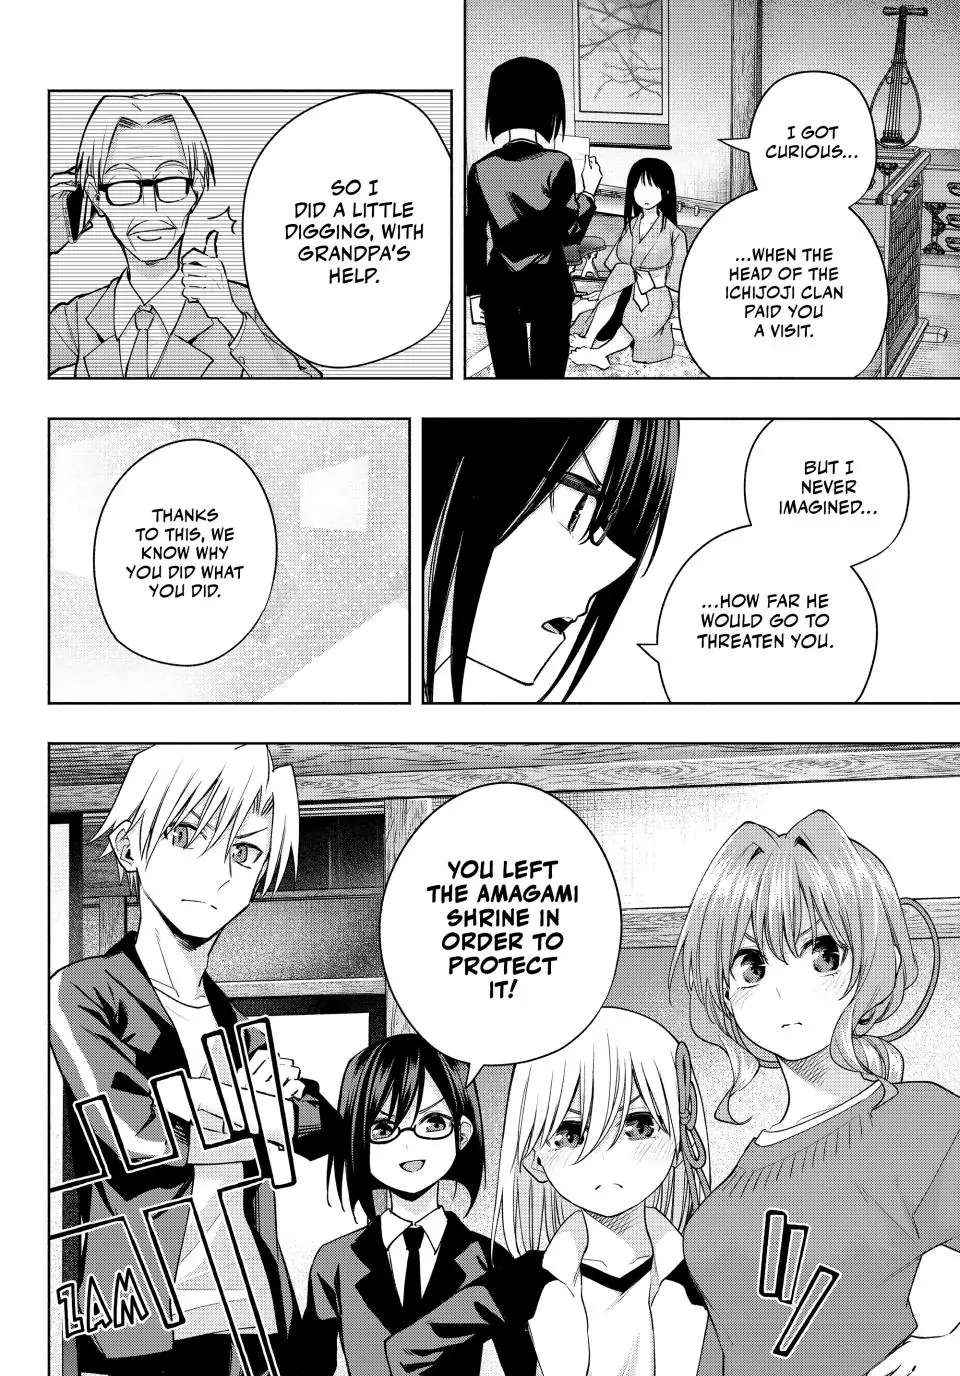 I GOT
CURIOUS...
...WHEN THE
HEAD OF THE
ICHIJOJI CLAN
PAID YOU
A VISIT.
SO I
DID A LITTLE
DIGGING, WITH
GRANDPA'S
HELP.
BUT I
NEVER
IMAGINED...
...HOW FAR HE
WOULD GO TO
THREATEN YOU.
THANKS
TO THIS, WE
KNOW WHY
YOU DID WHAT
YOU DID.
YOU LEFT
THE AMAGAMI
SHRINE IN
ORDER TO
PROTECT
IT!
ZAM